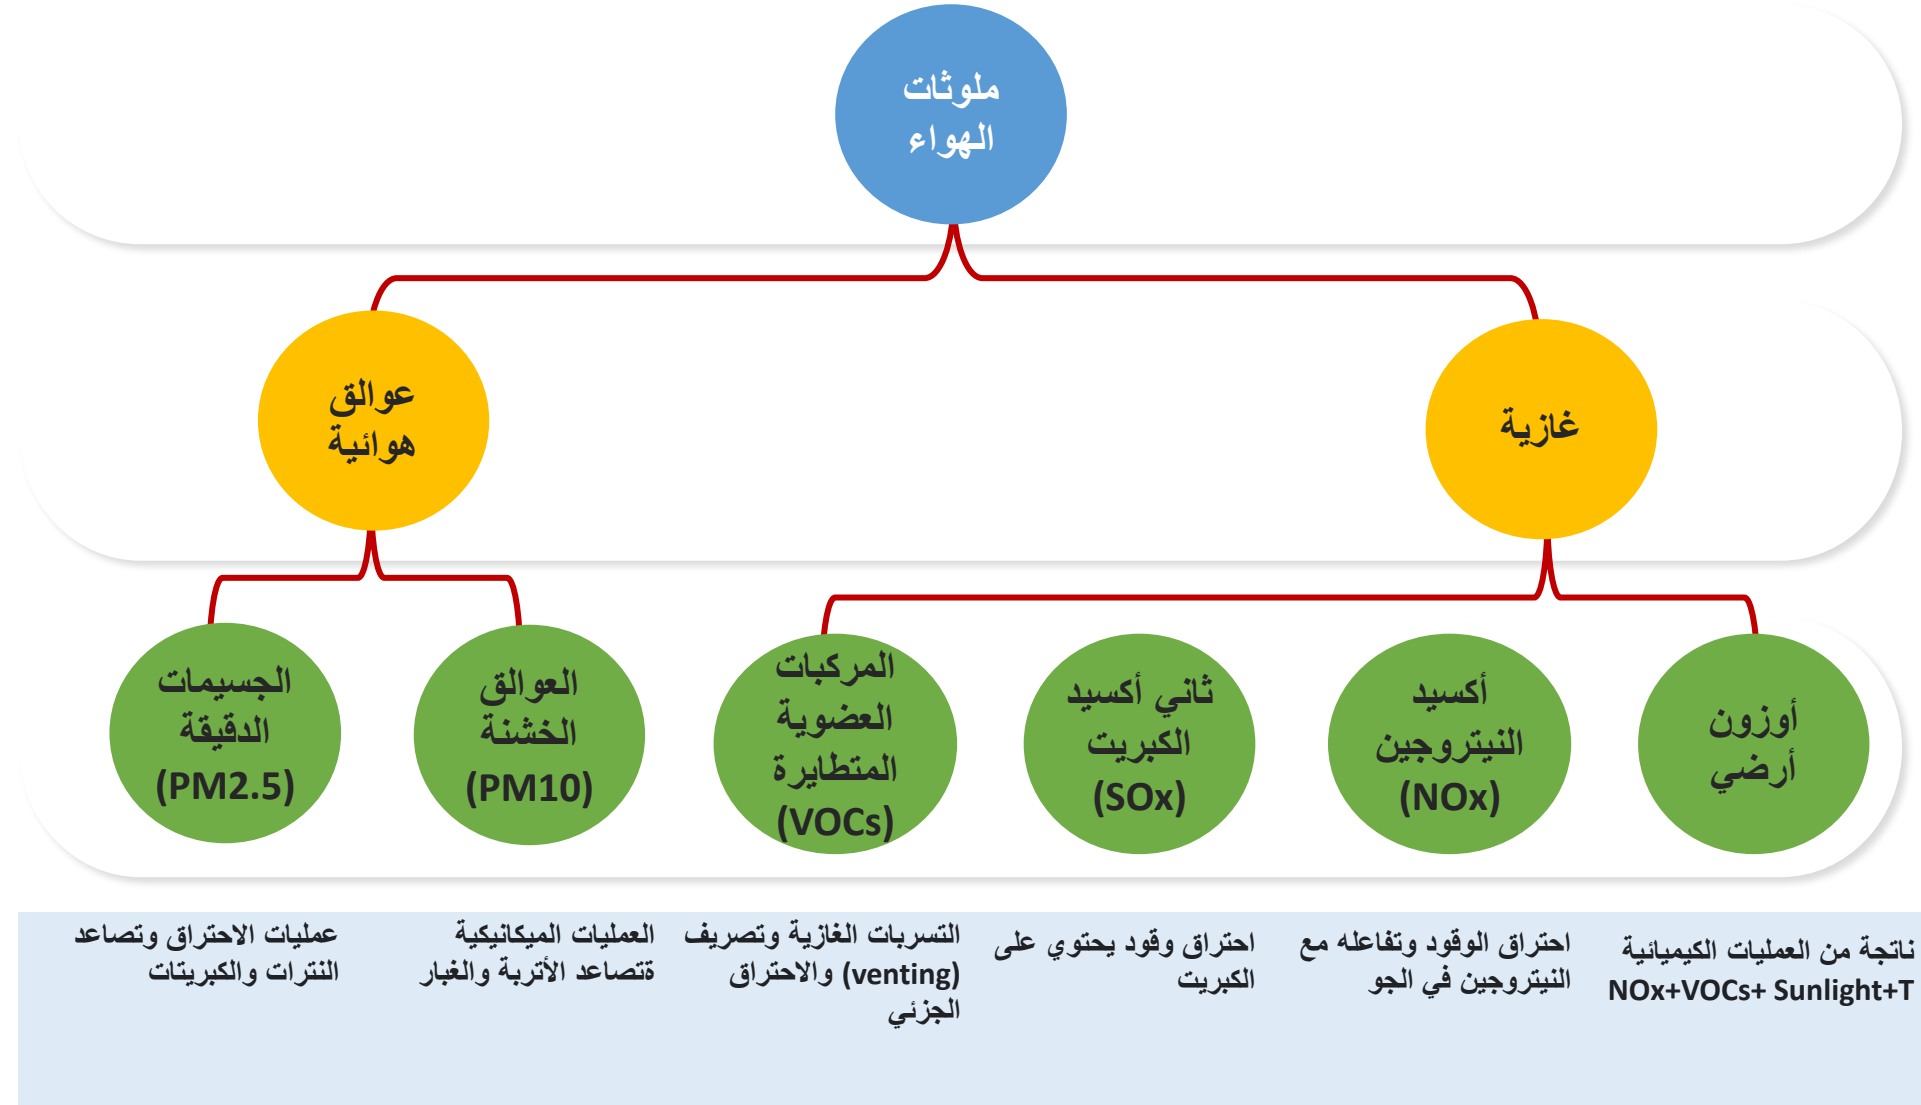 ملوثات
الهواء
غازية
عوالق
هوائية
أوزون
أرضي
أكسيد
النيتروجين
(NOx)
ثاني أكسيد
الكبريت
(SOx)
المركبات
العضوية
المتطايرة
(VOCs)
العوالق
الخشنة
(PM10)
الجسيمات
الدقيقة
(PM2.5)
ناتجة من العمليات الكيميائية
NOx+VOCs+ Sunlight+T
احتراق الوقود وتفاعله مع
النيتروجين في الجو
احتراق وقود يحتوي على
الكبريت
التسربات الغازية وتصريف
(venting) والاحتراق
الجزئي
العمليات الميكانيكية
ةتصاعد الأتربة والغبار
عمليات الاحتراق وتصاعد
النترات والكبريتات